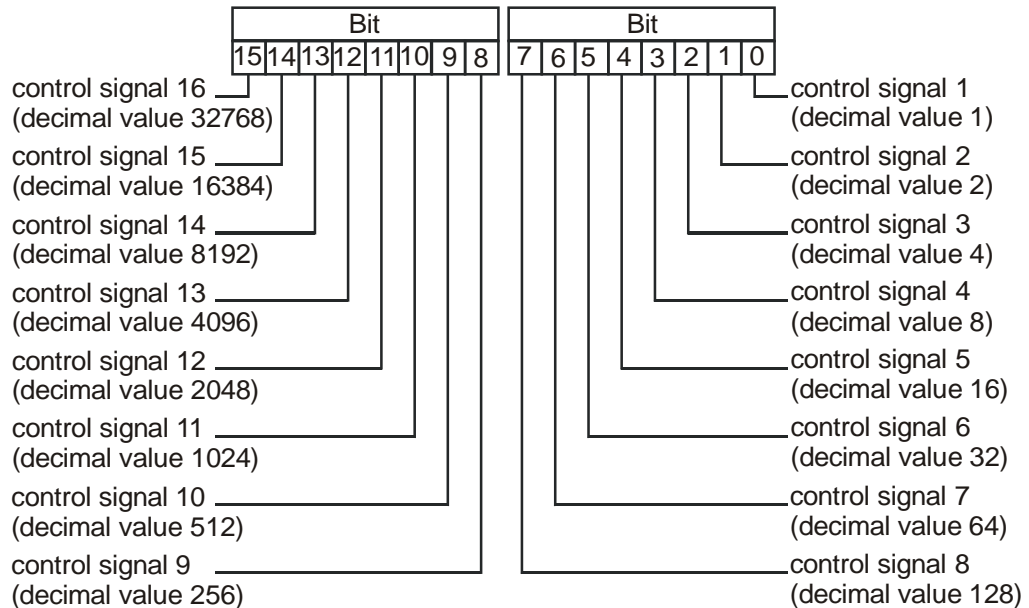 Bit
15 14 13 12 11 10 9 8
control signal 16
(decimal value 32768)
control signal 15
(decimal value 16384)
control signal 14
(decimal value 8192)
control signal 13
(decimal value 4096)
control signal 12
(decimal value 2048)
control signal 11
(decimal value 1024)
control signal 10
(decimal value 512)
control signal 9
(decimal value 256)
Bit
7 6 5 4 3 2 1 0
control signal 1
(decimal value 1)
control signal 2
(decimal value 2)
control signal 3
(decimal value 4)
control signal 4
(decimal value 8)
control signal 5
(decimal value 16)
control signal 6
(decimal value 32)
control signal 7
(decimal value 64)
control signal 8
(decimal value 128)